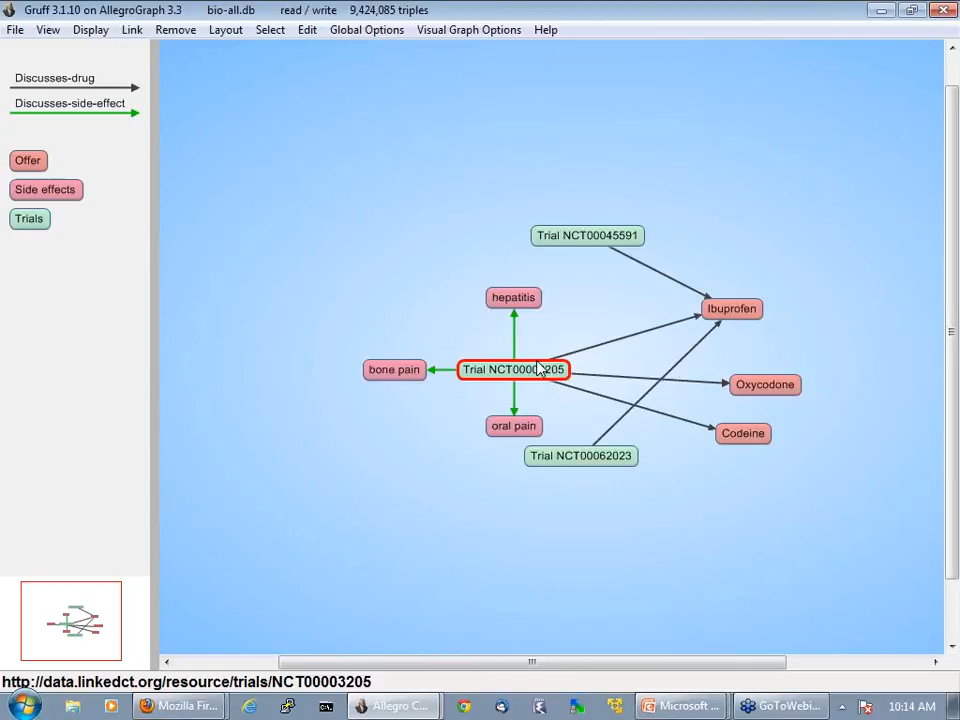 Gruff 3.1.10 on AllegroGraph 3.3 bio-all.db read / write 9,424,085 triples
File View Display Link Remove Layout Select Edit Global Options Visual Graph Options Help
Discusses-drug
Discusses-side-effect
Offer
Side effects
Trials
Trial NCT00045591
hepatitis
Ibuprofen
bone pain
Trial NCT0000 205
Oxycodone
oral pain
Codeine
Trial NCT00062023
http://data.linkedct.org/resource/trials/NCT00003205
Mozilla Fir... Allegro C... Microsoft ... GoToWebi... 10:14 AM